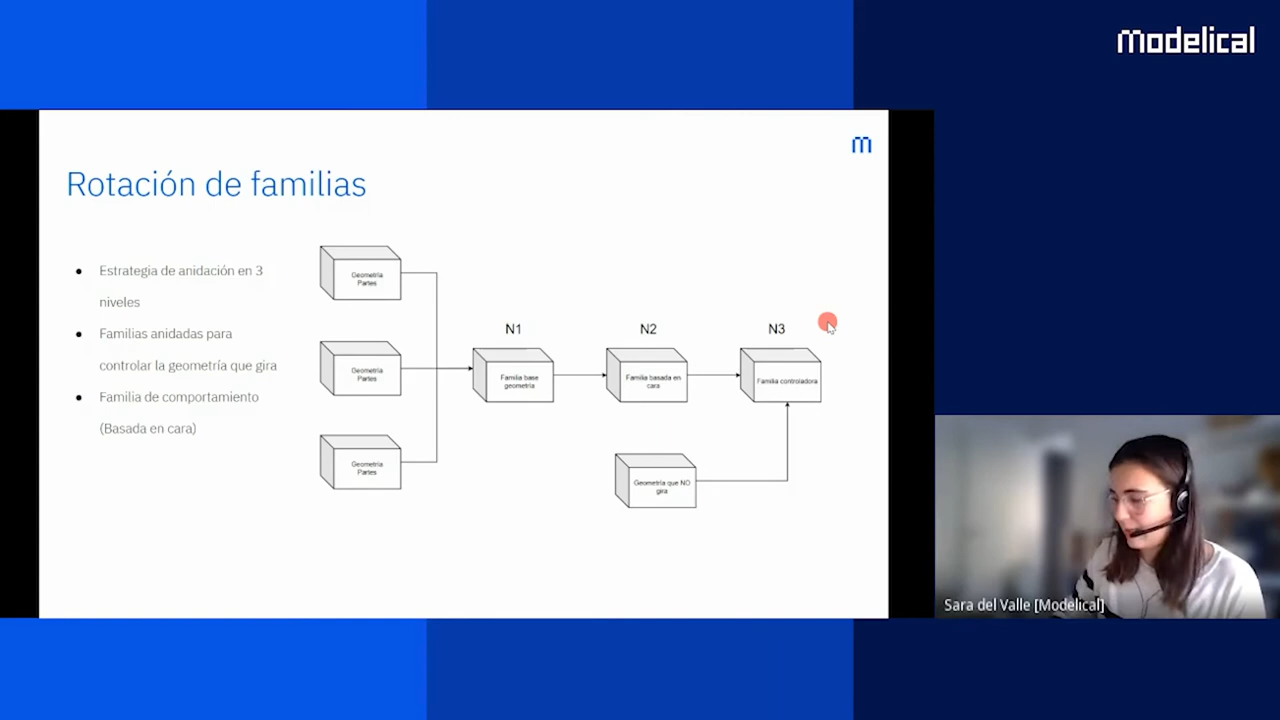 modelical
m
Rotación de familias
Estrategia de anidación en 3
niveles
Familias anidadas para
controlar la geometría que gira
Familia de comportamiento
(Basada en cara)
Geometría
Partes
Geometría
Partes
Geometría
Partes
N1
Familia base
geometría
N2
Familia basada en
cara
N3
Familia controladora
Geometría que NO
gira
Sara del Valle [Modelical]